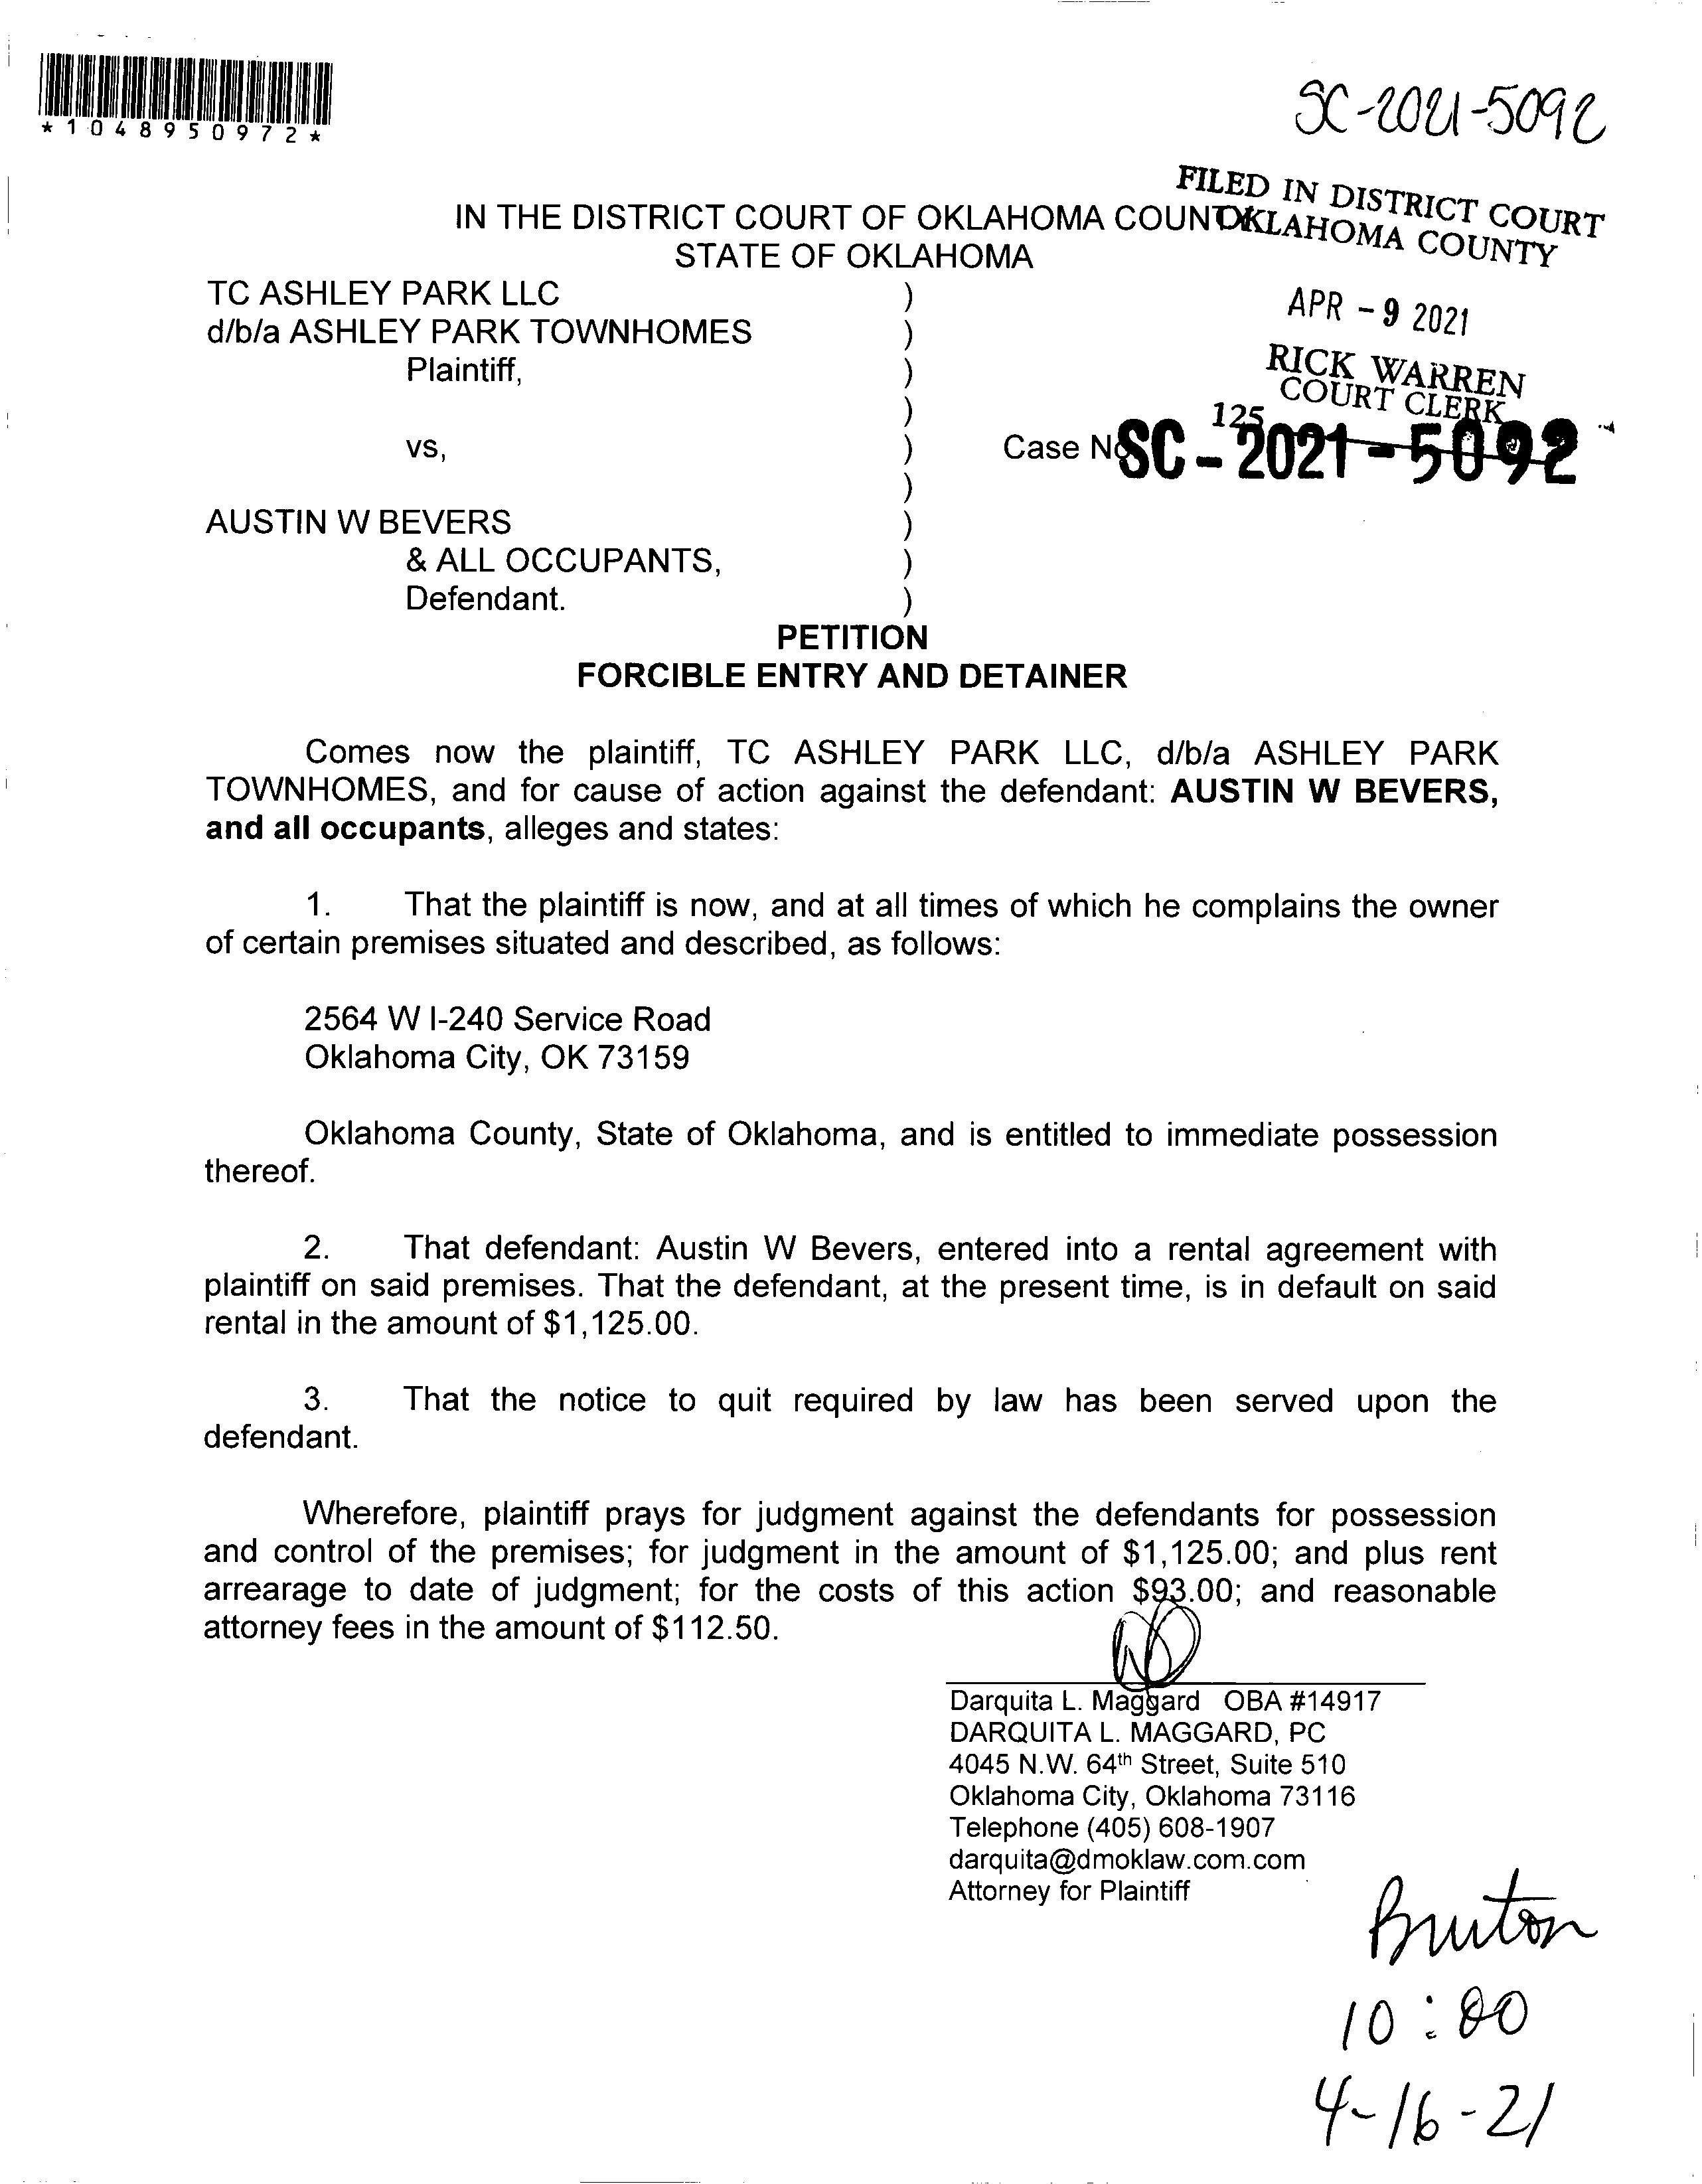 *1048950972*
SC-2021-5092
FILED IN DISTRICT COURT
OKLAHOMA COUNTY
IN THE DISTRICT COURT OF OKLAHOMA COUNT
STATE OF OKLAHOMA
APR - 9 2021
RICK WARREN
COURT CLERK
125
TC ASHLEY PARK LLC )
d/b/a ASHLEY PARK TOWNHOMES )
Plaintiff, )
)
vs, ) Case No SC - 2021 - 5092
)
AUSTIN W BEVERS )
& ALL OCCUPANTS, )
Defendant. )
PETITION
FORCIBLE ENTRY AND DETAINER
Comes now the plaintiff, TC ASHLEY PARK LLC, d/b/a ASHLEY PARK
TOWNHOMES, and for cause of action against the defendant: AUSTIN W BEVERS,
and all occupants, alleges and states:
1. That the plaintiff is now, and at all times of which he complains the owner
of certain premises situated and described, as follows:
2564 W I-240 Service Road
Oklahoma City, OK 73159
Oklahoma County, State of Oklahoma, and is entitled to immediate possession
thereof.
2. That defendant: Austin W Bevers, entered into a rental agreement with
plaintiff on said premises. That the defendant, at the present time, is in default on said
rental in the amount of $1,125.00.
3. That the notice to quit required by law has been served upon the
defendant.
Wherefore, plaintiff prays for judgment against the defendants for possession
and control of the premises; for judgment in the amount of $1,125.00; and plus rent
arrearage to date of judgment; for the costs of this action $93.00; and reasonable
attorney fees in the amount of $112.50.
Darquita L. Maggard OBA #14917
DARQUITA L. MAGGARD, PC
4045 N.W. 64th Street, Suite 510
Oklahoma City, Oklahoma 73116
Telephone (405) 608-1907
darquita@dmoklaw.com.com
Attorney for Plaintiff
Bruton
10:00
4-16-21